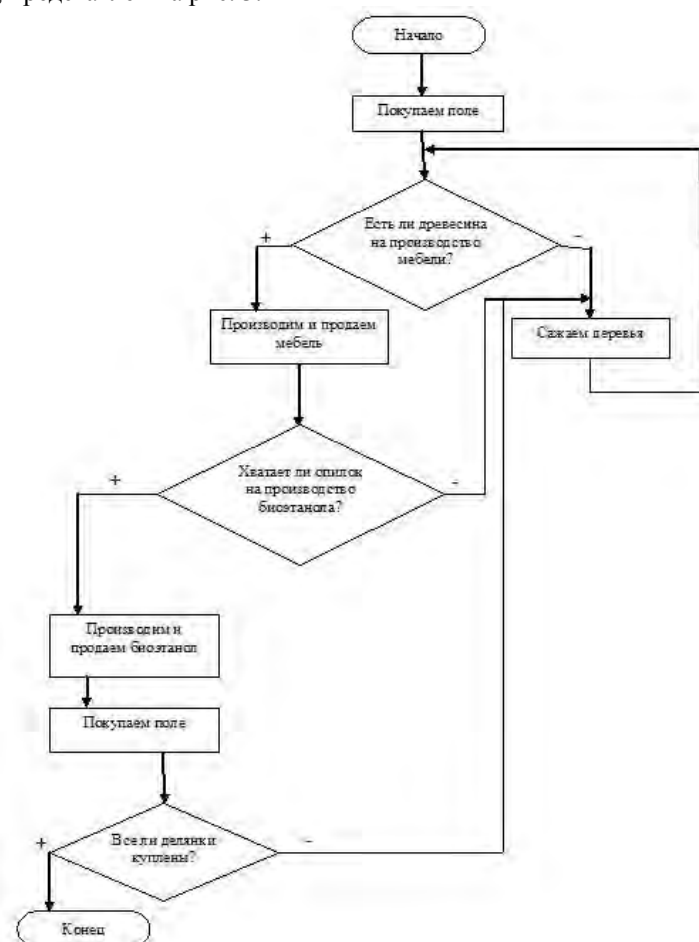 Начало
Покупаем поле
Есть ли древесина
на производство
мебели?
+
-
Производим и продаем
мебель
Сажаем деревья
Хватает ли опилок
на производство
биоэтанола?
+
-
Производим и
продаем биоэтанол
Покупаем поле
Все ли делянки
куплены?
+
-
Конец